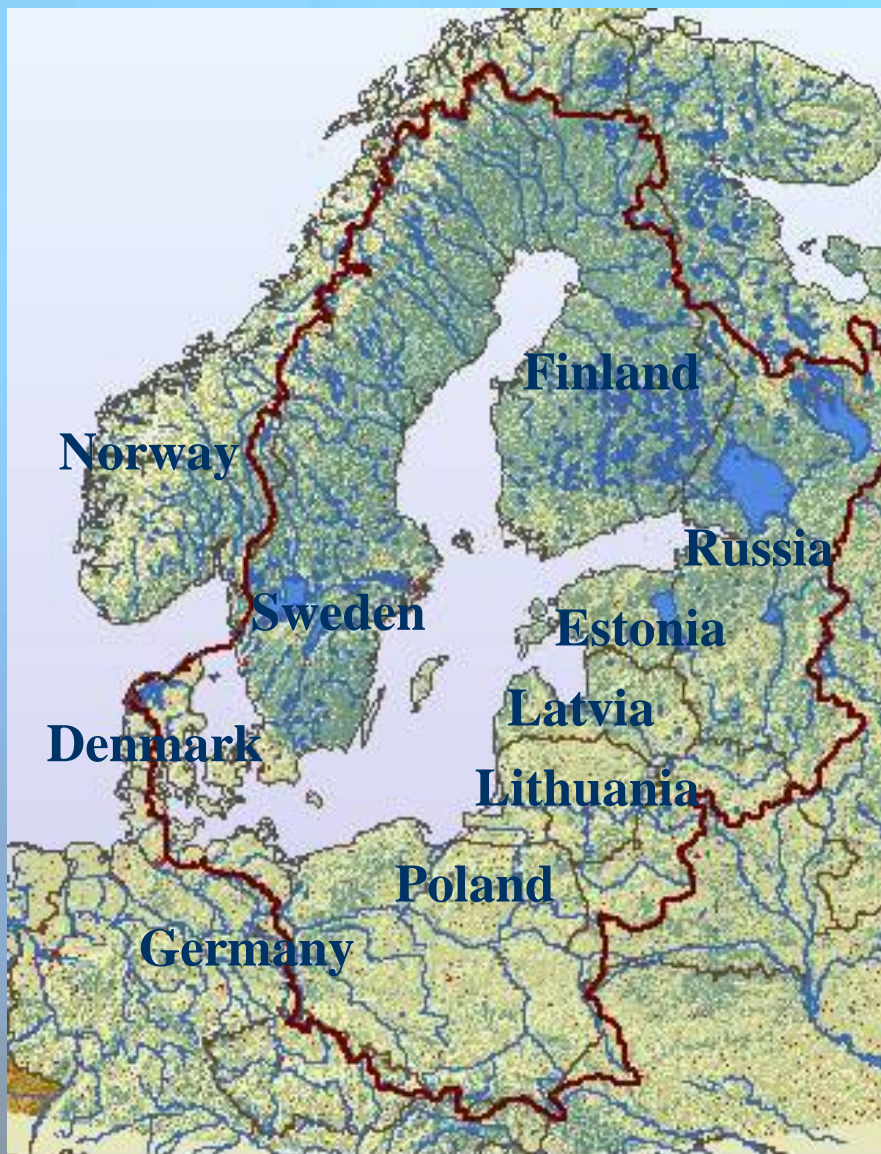 Finland
Norway
Russia
Sweden
Estonia
Latvia
Denmark
Lithuania
Poland
Germany